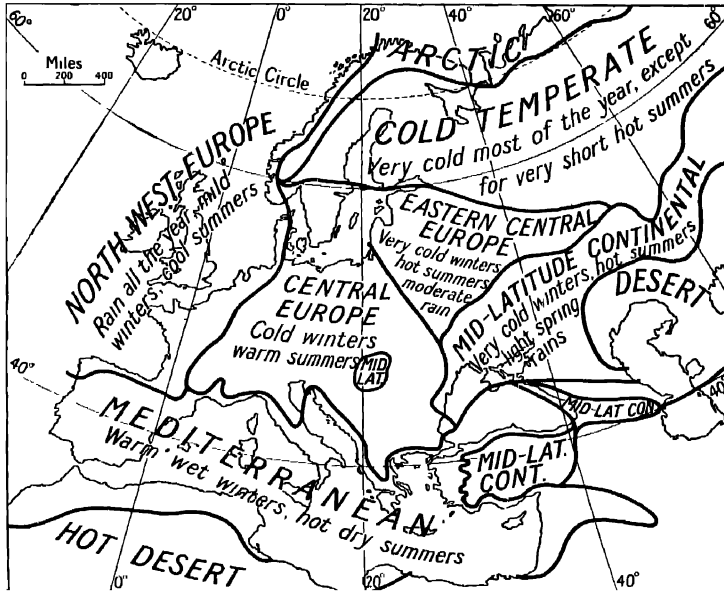 60° 20° 0° 20° 40° 60° 60°
Miles
0 200 400
Arctic Circle
ARCTIC
COLD TEMPERATE
Very cold most of the year, except
for very short hot summers
NORTH WEST EUROPE
Rain all the year, mild
winters, cool summers
EASTERN CENTRAL
EUROPE
Very cold winters
hot summers
moderate
rain
MID-LATITUDE CONTINENTAL
Very cold winters, hot summers
light spring
rains
DESERT
CENTRAL
EUROPE
Cold winters
warm summers
MID
LAT.
40°
40°
MID-LAT CON.
MID-LAT.
CONT.
MEDITERRANEAN
Warm wet winters, hot dry summers
HOT DESERT
0° 20° 40°